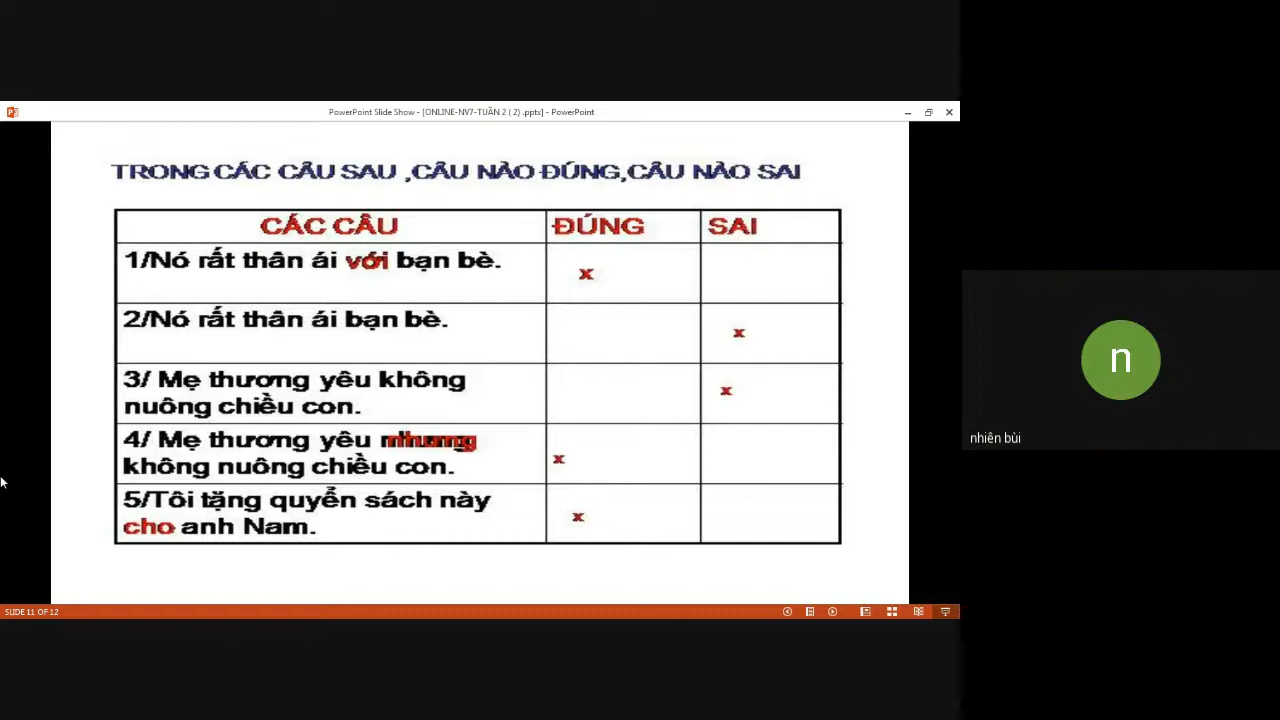 PowerPoint Slide Show - [ONLINE-NV7-TUẦN 2 ( 2) .ppts] - PowerPoint
TRONG CÁC CÂU SAU ,CÂU NÀO ĐÚNG,CÂU NÀO SAI
CÁC CÂU ĐÚNG SAI
1/Nó rất thân ái với bạn bè. x
2/Nó rất thân ái bạn bè. x
3/ Mẹ thương yêu không
nuông chiều con. x
4/ Mẹ thương yêu nhưng
không nuông chiều con. x
5/Tôi tặng quyển sách này
cho anh Nam. x
n
nhiên bùi
SLIDE 11 OF 12